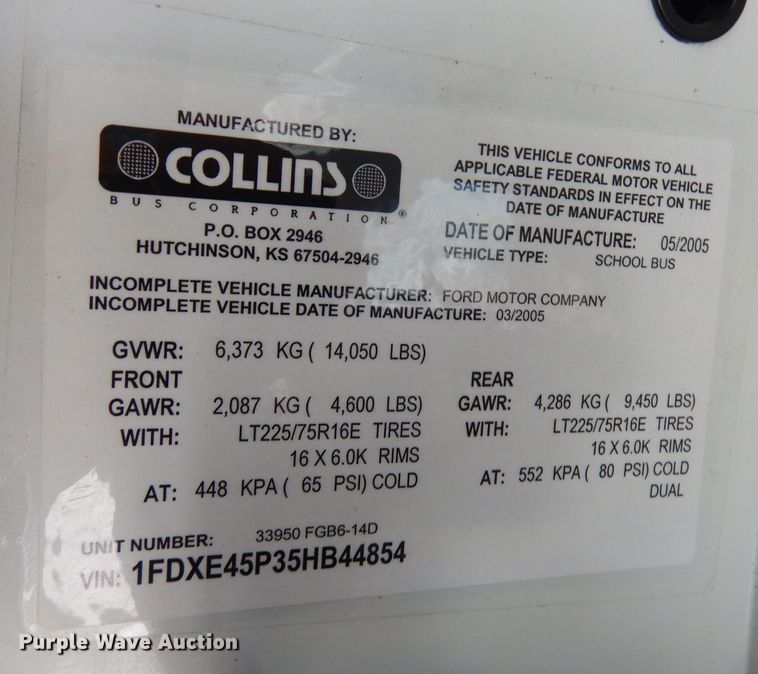 MANUFACTURED BY:
COLLINS
BUS CORPORATION®
P.O. BOX 2946
HUTCHINSON, KS 67504-2946
THIS VEHICLE CONFORMS TO ALL
APPLICABLE FEDERAL MOTOR VEHICLE
SAFETY STANDARDS IN EFFECT ON THE
DATE OF MANUFACTURE
DATE OF MANUFACTURE: 05/2005
VEHICLE TYPE: SCHOOL BUS
INCOMPLETE VEHICLE MANUFACTURER: FORD MOTOR COMPANY
INCOMPLETE VEHICLE DATE OF MANUFACTURE: 03/2005
GVWR: 6,373 KG ( 14,050 LBS)
FRONT
GAWR: 2,087 KG ( 4,600 LBS)
WITH: LT225/75R16E TIRES
16 X 6.0K RIMS
AT: 448 KPA ( 65 PSI) COLD
REAR
GAWR: 4,286 KG ( 9,450 LBS)
WITH: LT225/75R16E TIRES
16 X 6.0K RIMS
AT: 552 KPA ( 80 PSI) COLD
DUAL
UNIT NUMBER: 33950 FGB6-14D
VIN: 1FDXE45P35HB44854
Purple Wave Auction